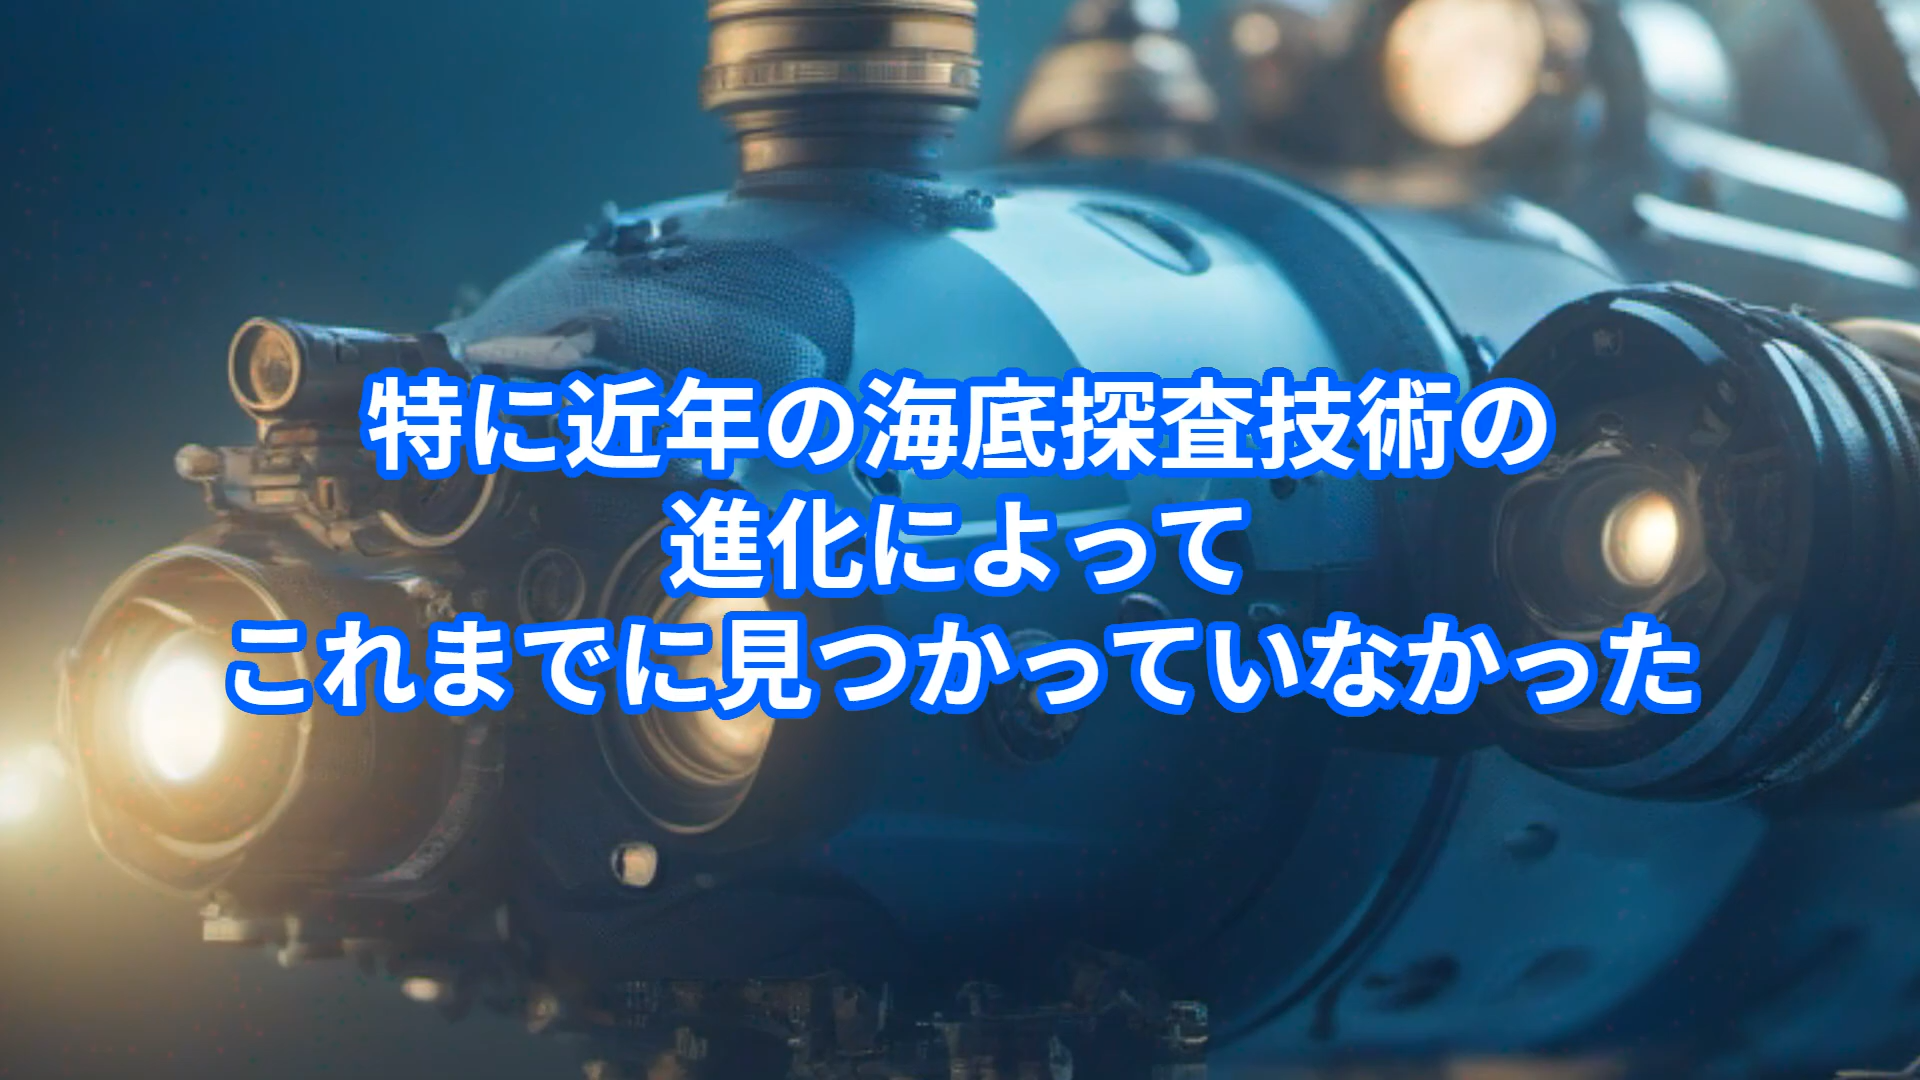 特に近年の海底探査技術の
進化によって
これまでに見つかっていなかった